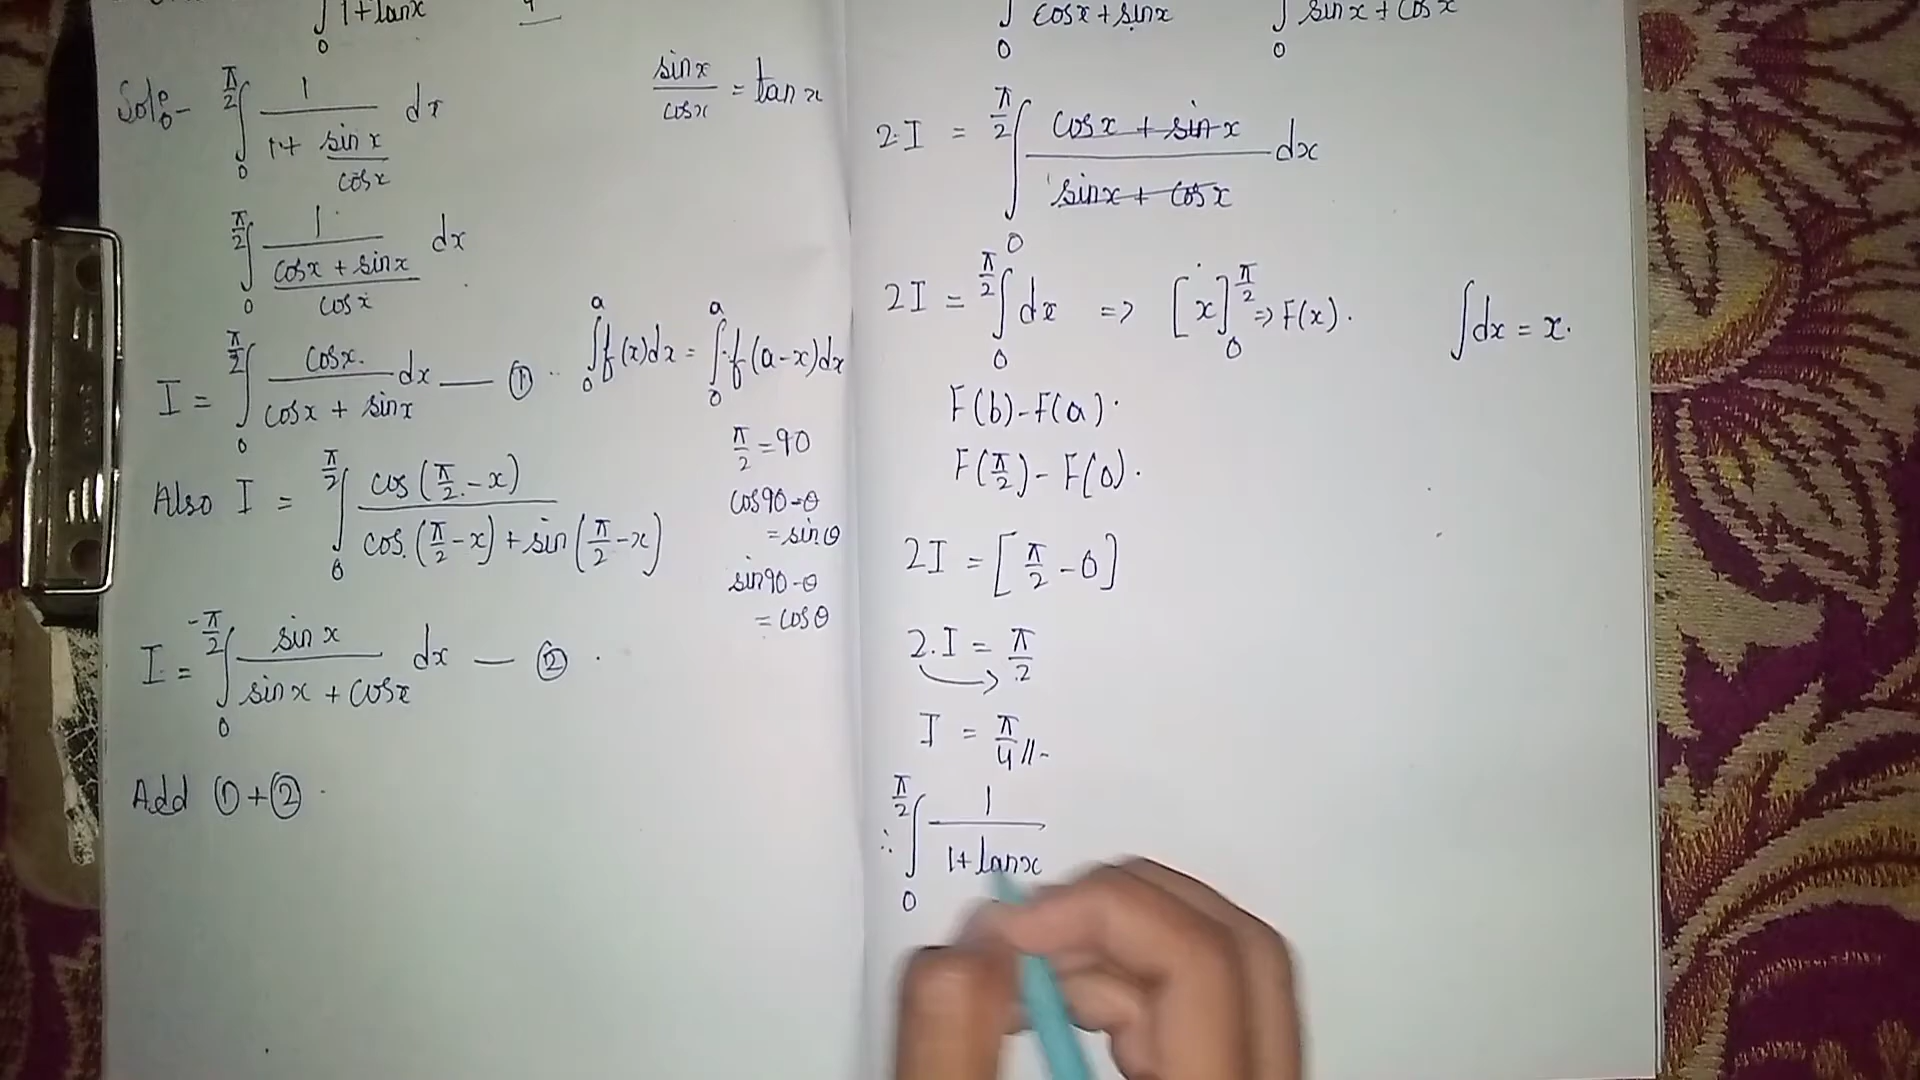 ∫₀ 1+tanx 4
Sol:- ∫₀^(π/2) 1/(1+ sin x/cosx) dx
sinx/cosx = tanx
∫₀^(π/2) 1/((cosx + sinx)/cosx) dx
I = ∫₀^(π/2) cosx/(cosx + sinx) dx — ①
∫₀^a f(x)dx = ∫₀^a f(a-x)dx
Also I = ∫₀^(π/2) cos(π/2 - x)/(cos(π/2 - x) + sin(π/2 - x))
π/2 = 90
cos90-θ
= sinθ
sin90-θ
= cosθ
I = ∫₀^(π/2) sinx/(sinx + cosx) dx — ②
Add ① + ②
∫₀ cosx + sinx ∫₀ sinx + cosx
2.I = ∫₀^(π/2) (cosx + sinx)/(sinx + cosx) dx
2I = ∫₀^(π/2) dx => [x]₀^(π/2) => F(x). ∫dx = x.
F(b)-F(a).
F(π/2) - F(0).
2I = [π/2 - 0]
2.I = π/2
I = π/4 //-
∴ ∫₀^(π/2) 1/(1+tanx)